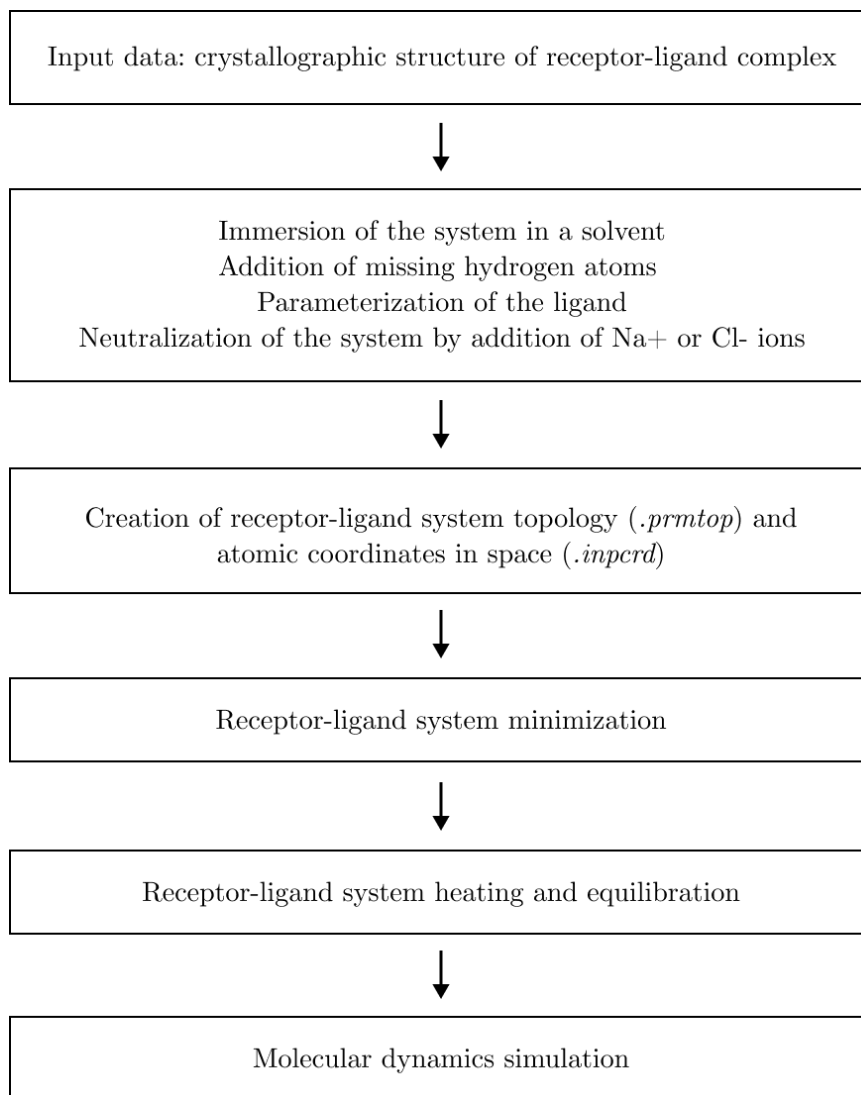 Input data: crystallographic structure of receptor-ligand complex
Immersion of the system in a solvent
Addition of missing hydrogen atoms
Parameterization of the ligand
Neutralization of the system by addition of Na+ or Cl- ions
Creation of receptor-ligand system topology (.prmtop) and
atomic coordinates in space (.inpcrd)
Receptor-ligand system minimization
Receptor-ligand system heating and equilibration
Molecular dynamics simulation